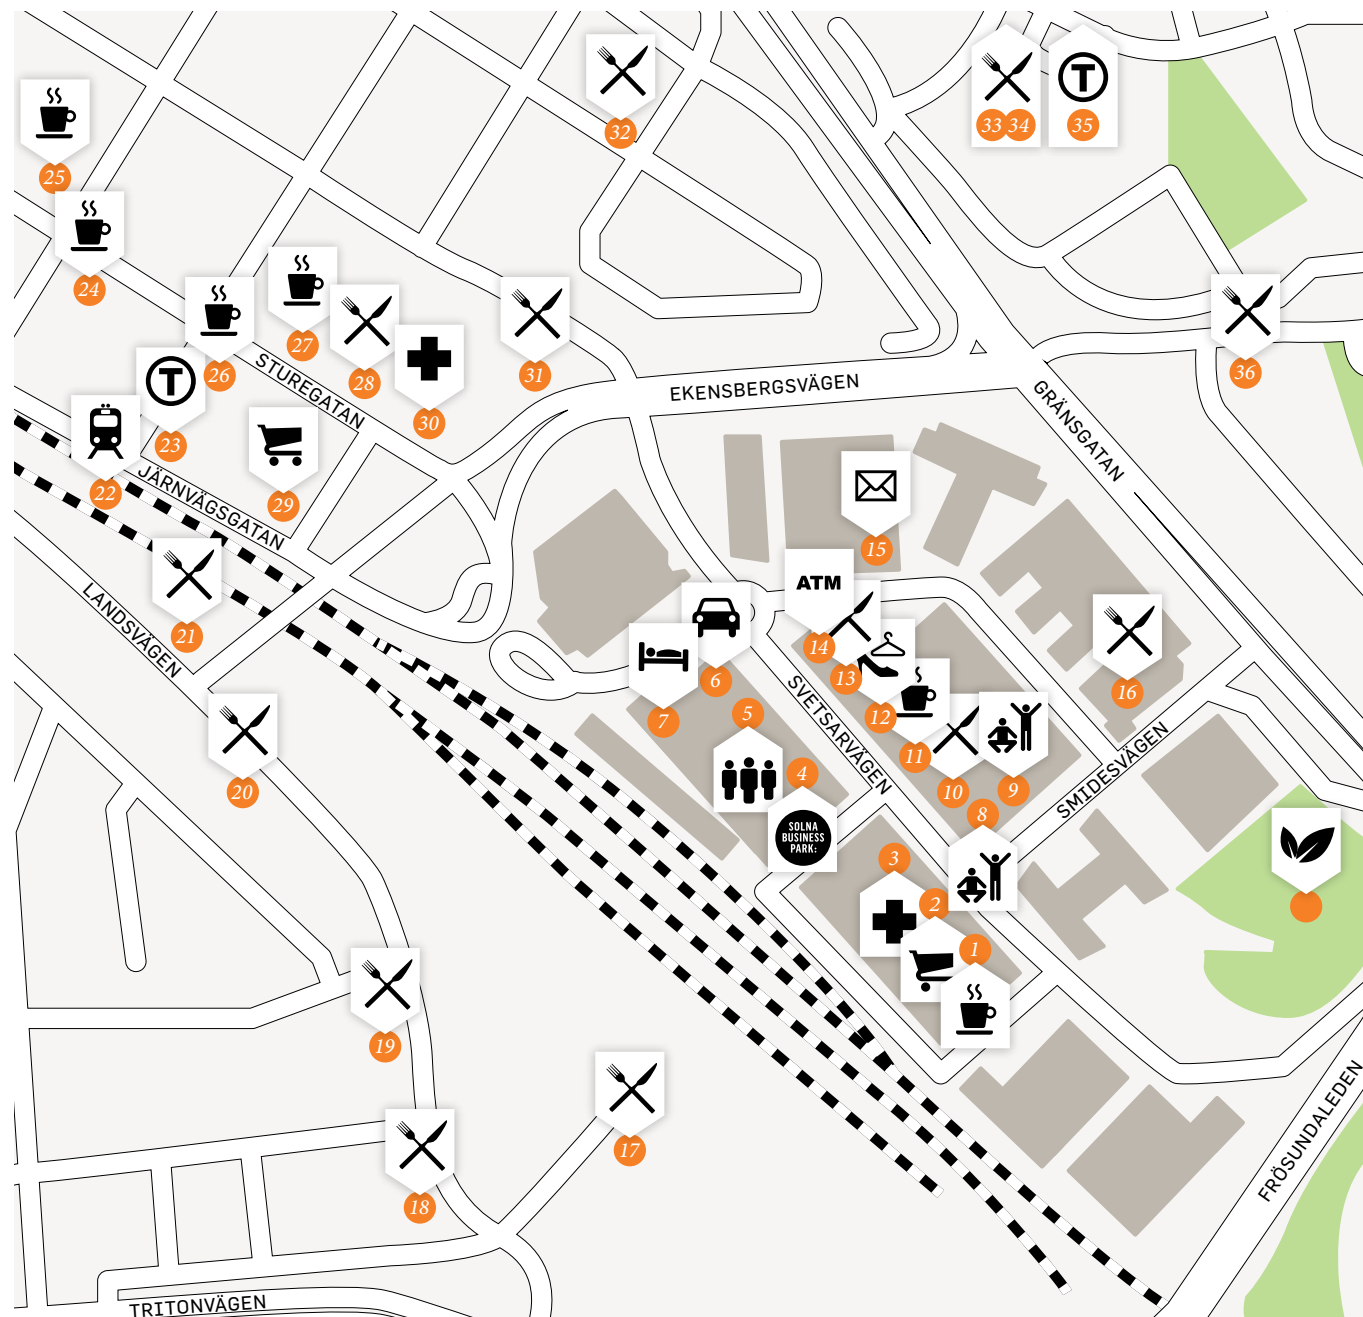 32
33
34
T
35
25
24
27
26
28
31
36
T
30
23
STUREGATAN
EKENSBERGSVÄGEN
GRÄNSGATAN
22
JÄRNVÄGSGATAN
29
15
ATM
LANDSVÄGEN
21
14
13
12
16
6
7
5
SVETSARVÄGEN
11
10
9
SMIDESVÄGEN
20
4
SOLNA
BUSINESS
PARK:
8
3
2
1
19
17
18
FRÖSUNDALEDEN
TRITONVÄGEN